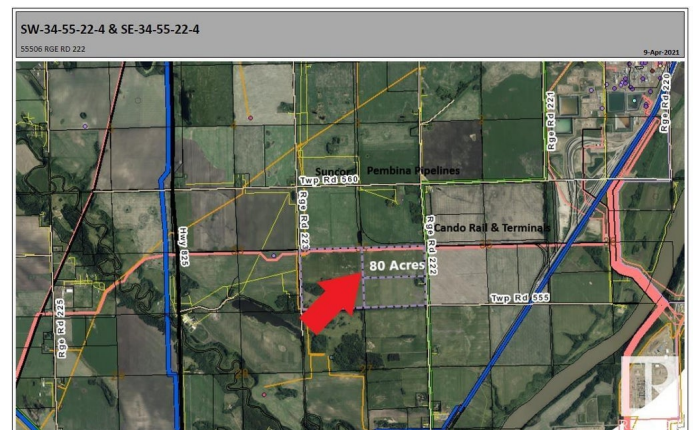 SW-34-55-22-4 & SE-34-55-22-4
55506 RGE RD 222
9-Apr-2021
Rge Rd 220
Rge Rd 221
Suncor
Pembina Pipelines
Twp Rd 560
Rge Rd 223
Rge Rd 222
Hwy 825
Cando Rail & Terminals
80 Acres
Twp Rd 555
Rge Rd 225